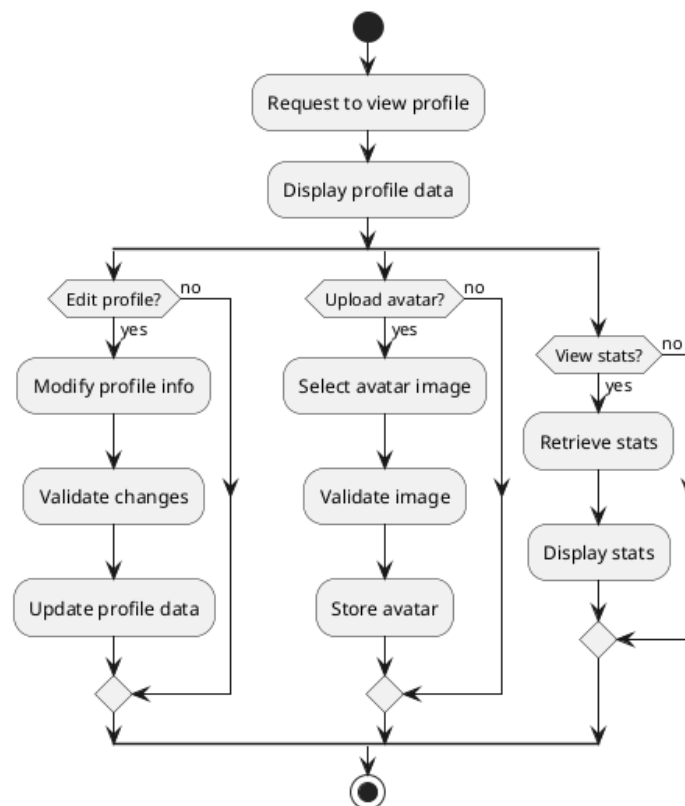 Request to view profile
Display profile data
Edit profile?
no
yes
Modify profile info
Validate changes
Update profile data
Upload avatar?
no
yes
Select avatar image
Validate image
Store avatar
View stats?
no
yes
Retrieve stats
Display stats